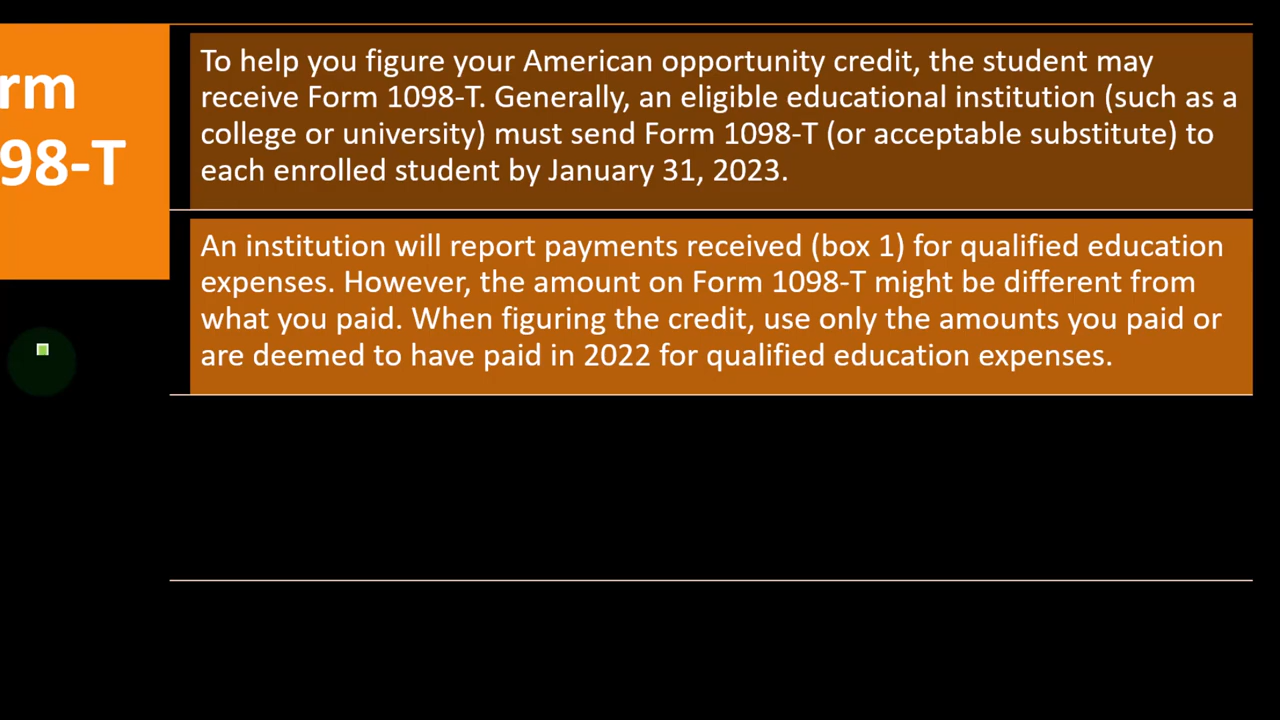 rm
98-T
To help you figure your American opportunity credit, the student may
receive Form 1098-T. Generally, an eligible educational institution (such as a
college or university) must send Form 1098-T (or acceptable substitute) to
each enrolled student by January 31, 2023.
An institution will report payments received (box 1) for qualified education
expenses. However, the amount on Form 1098-T might be different from
what you paid. When figuring the credit, use only the amounts you paid or
are deemed to have paid in 2022 for qualified education expenses.